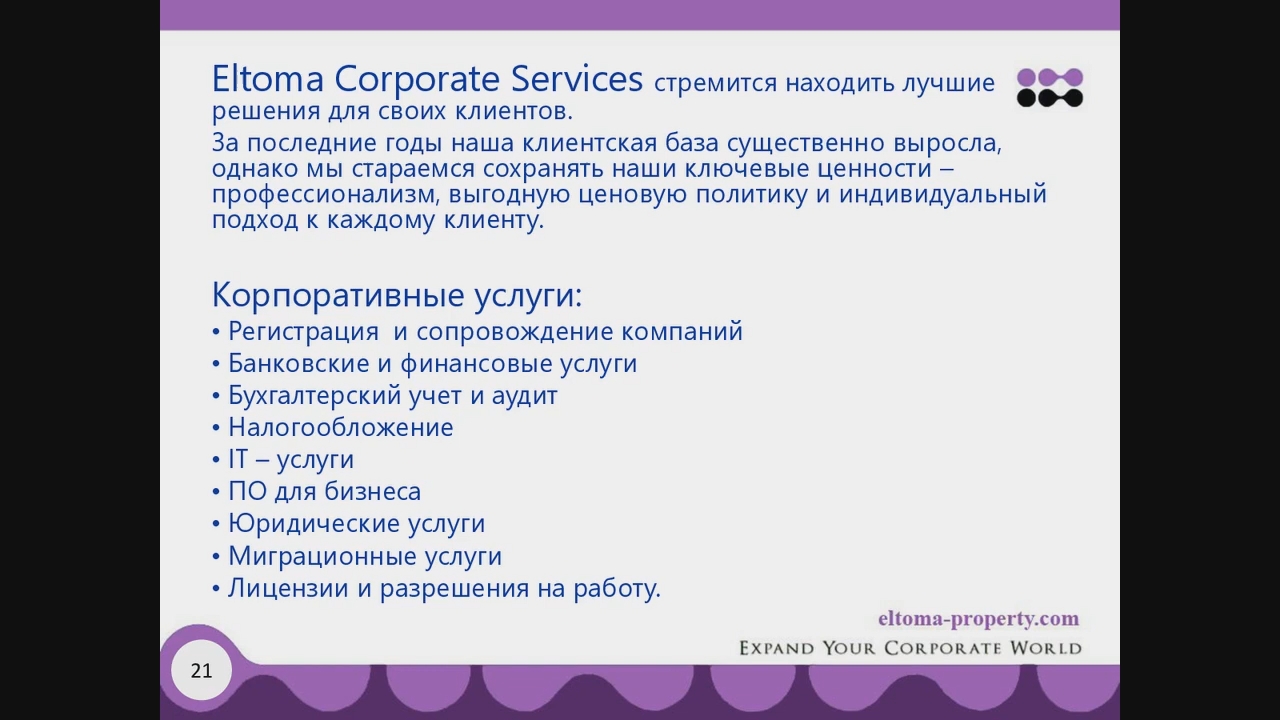 Eltoma Corporate Services стремится находить лучшие
решения для своих клиентов.
За последние годы наша клиентская база существенно выросла,
однако мы стараемся сохранять наши ключевые ценности –
профессионализм, выгодную ценовую политику и индивидуальный
подход к каждому клиенту.
Корпоративные услуги:
• Регистрация  и сопровождение компаний
• Банковские и финансовые услуги
• Бухгалтерский учет и аудит
• Налогообложение
• IT – услуги
• ПО для бизнеса
• Юридические услуги
• Миграционные услуги
• Лицензии и разрешения на работу.
eltoma-property.com
Expand Your Corporate World
21